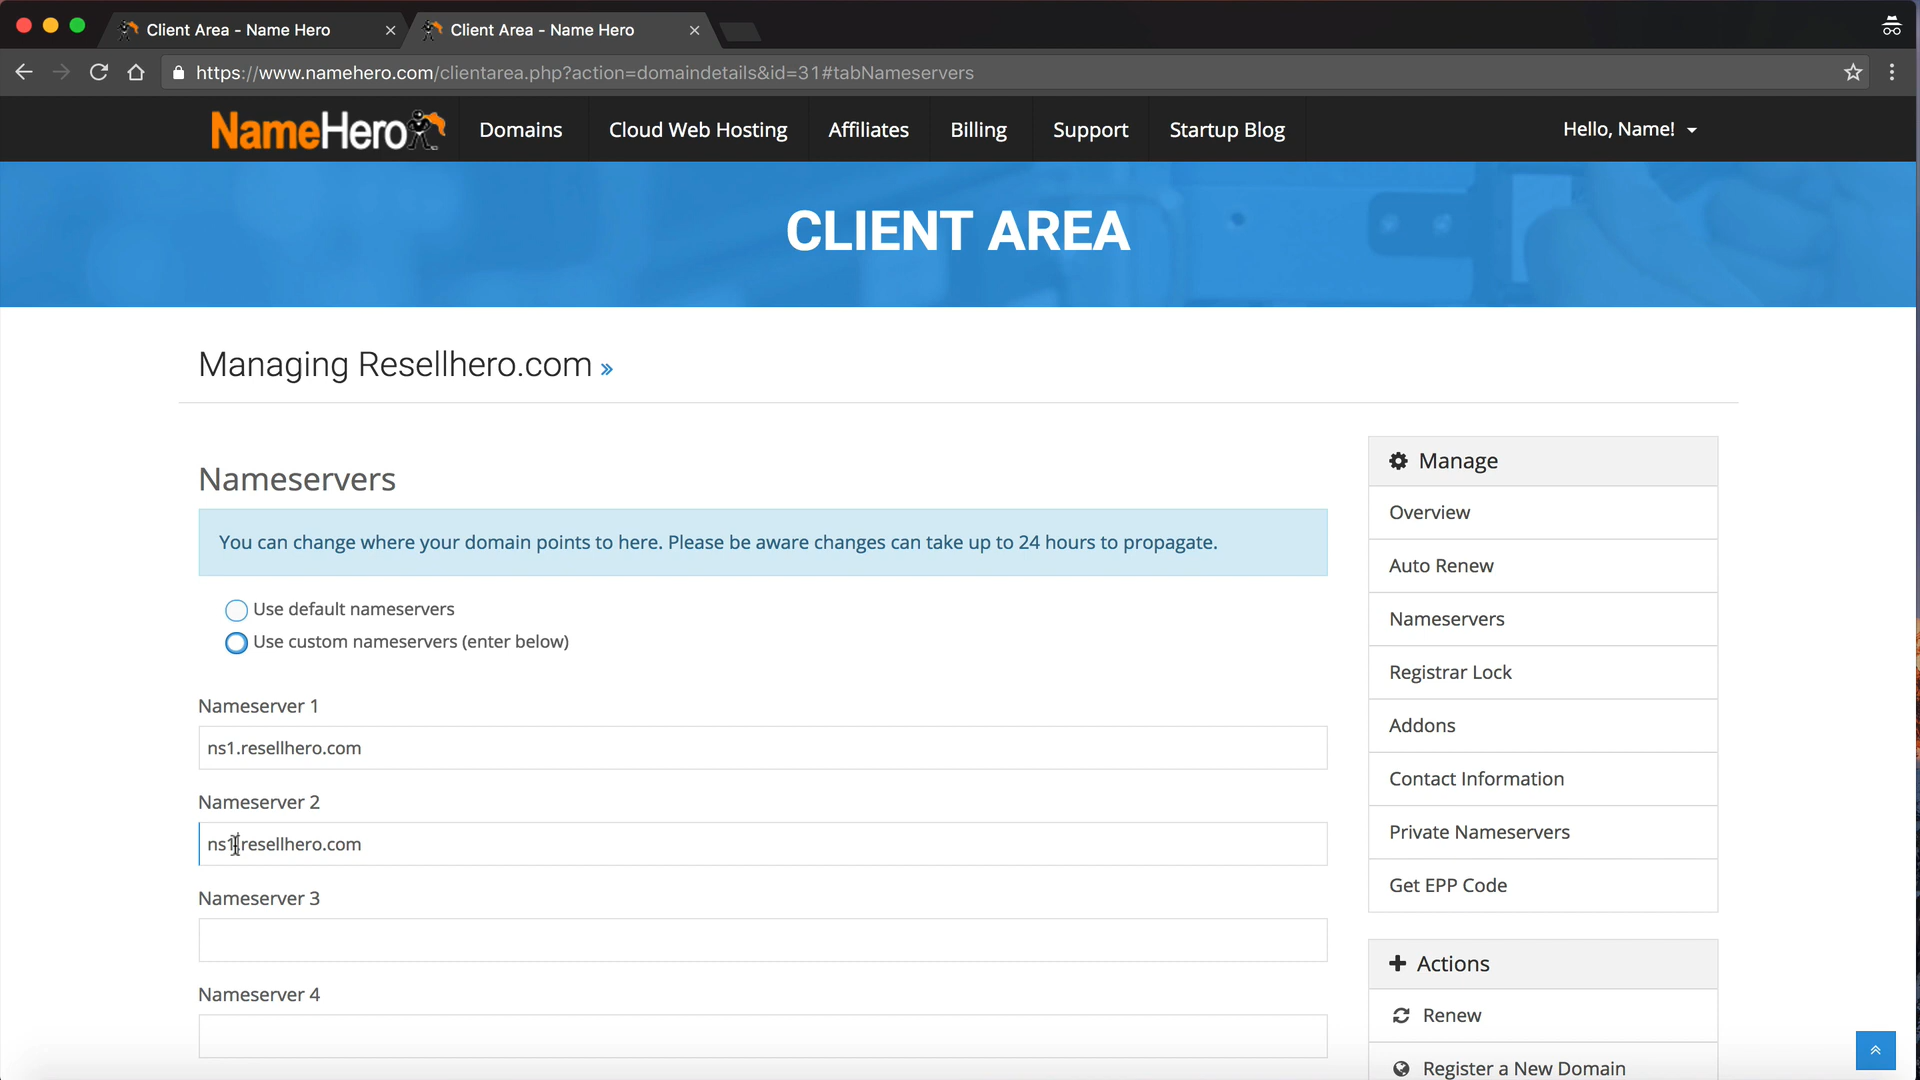 Client Area - Name Hero
Client Area - Name Hero
https://www.namehero.com/clientarea.php?action=domaindetails&id=31#tabNameservers
NameHero
Domains
Cloud Web Hosting
Affiliates
Billing
Support
Startup Blog
Hello, Name!
CLIENT AREA
Managing Resellhero.com »
Nameservers
You can change where your domain points to here. Please be aware changes can take up to 24 hours to propagate.
Use default nameservers
Use custom nameservers (enter below)
Nameserver 1
ns1.resellhero.com
Nameserver 2
ns1.resellhero.com
Nameserver 3
Nameserver 4
Manage
Overview
Auto Renew
Nameservers
Registrar Lock
Addons
Contact Information
Private Nameservers
Get EPP Code
Actions
Renew
Register a New Domain